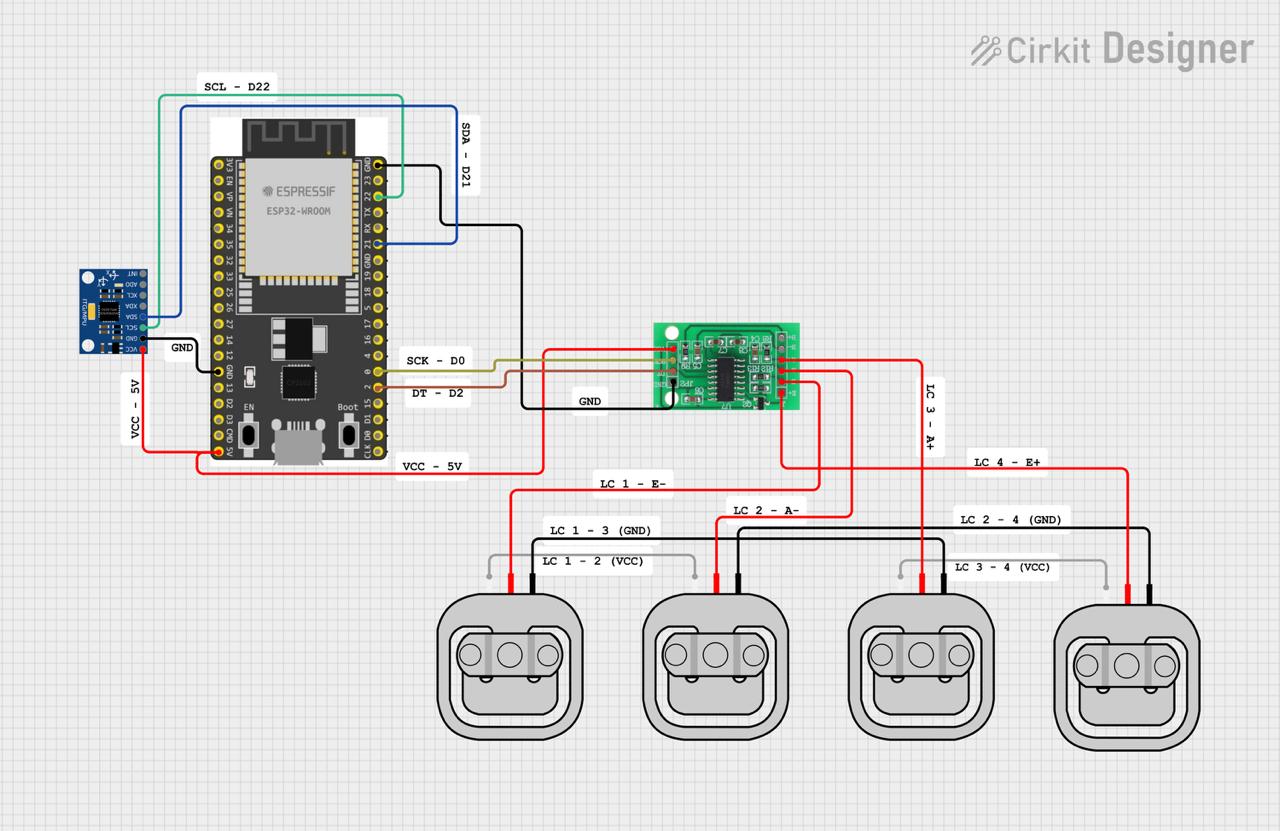 Cirkit Designer
SCL - D22
SDA - D21
ESPRESSIF
ESP32-WROOM
3V3
EN
VP
VN
34
35
32
33
25
26
27
14
12
GND
13
D2
D3
CMD
5V
GND
23
22
TX
RX
21
GND
19
18
5
17
16
4
0
2
15
D1
D0
CLK
EN
Boot
INT
ADO
XCL
XDA
SDA
SCL
GND
VCC
GND
VCC - 5V
SCK - D0
DT - D2
GND
VCC - 5V
LC 3 - A+
LC 4 - E+
LC 1 - E-
LC 2 - A-
LC 2 - 4 (GND)
LC 1 - 3 (GND)
LC 1 - 2 (VCC)
LC 3 - 4 (VCC)